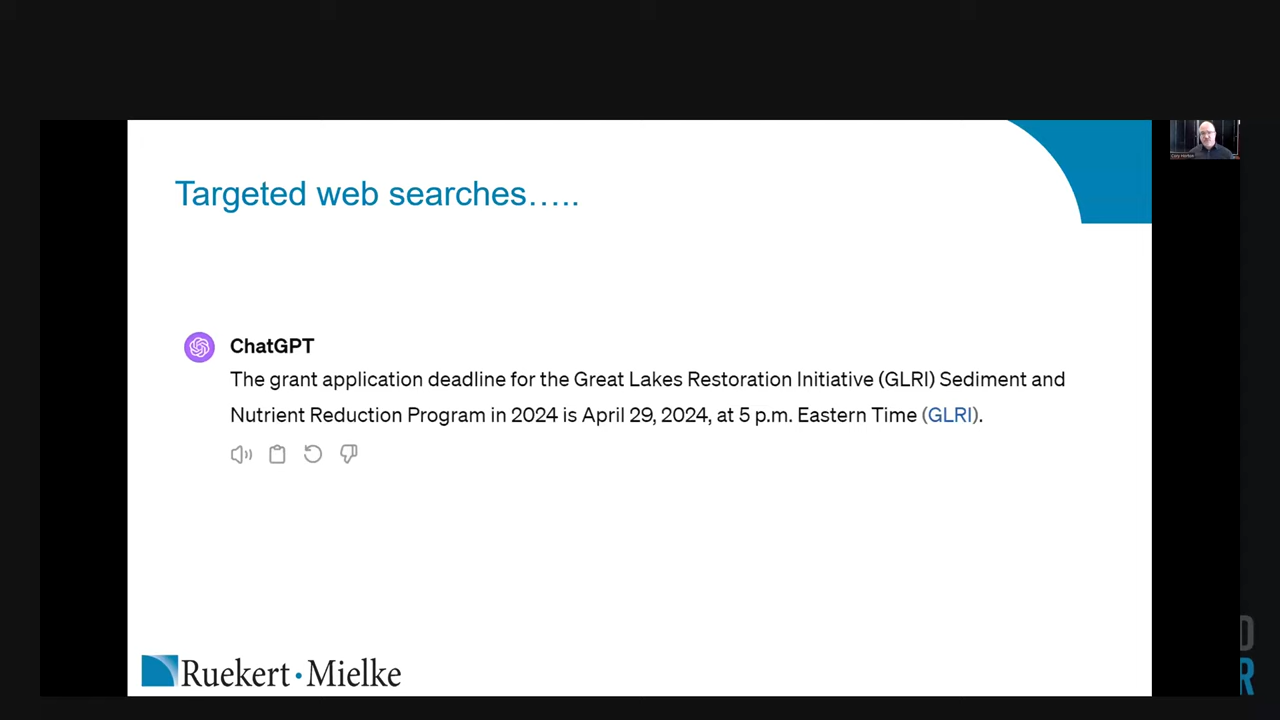 Targeted web searches…..
ChatGPT
The grant application deadline for the Great Lakes Restoration Initiative (GLRI) Sediment and
Nutrient Reduction Program in 2024 is April 29, 2024, at 5 p.m. Eastern Time (GLRI).
Ruekert·Mielke
D
R